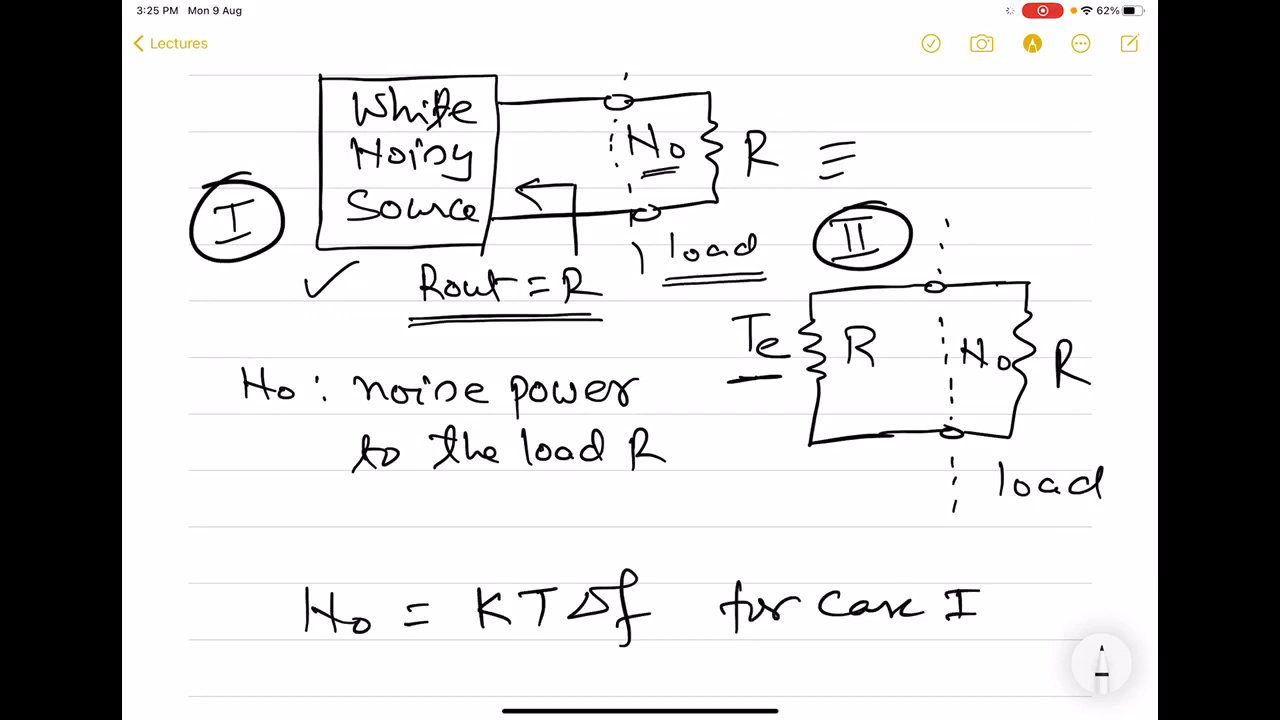 3:25 PM Mon 9 Aug
62%
Lectures
White
Noisy
Source
No
R ≡
I
load
Rout = R
II
Te
R
No
R
load
No : noise power
to the load R
No = KTΔf for case I